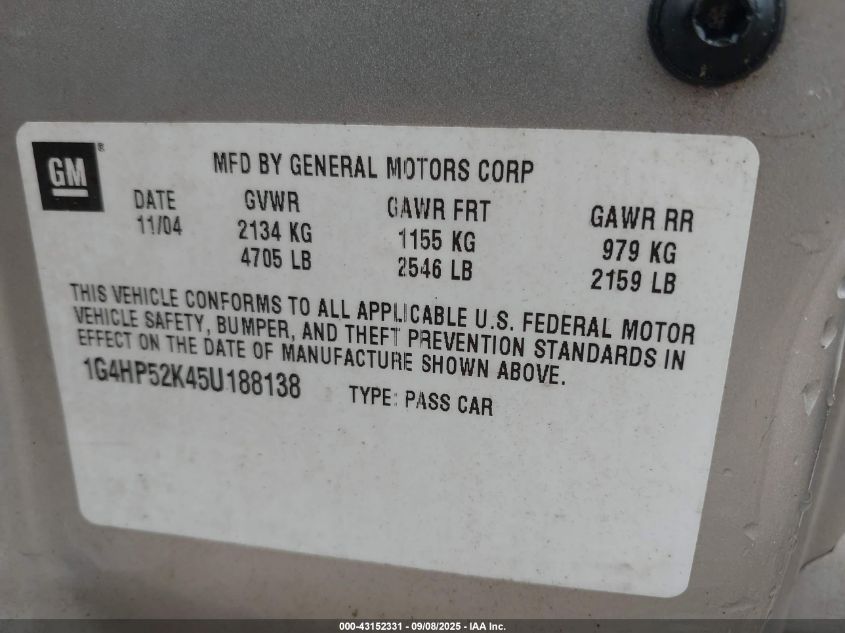 GM ®
MFD BY GENERAL MOTORS CORP
DATE GVWR GAWR FRT GAWR RR
11/04 2134 KG 1155 KG 979 KG
4705 LB 2546 LB 2159 LB
THIS VEHICLE CONFORMS TO ALL APPLICABLE U.S. FEDERAL MOTOR
VEHICLE SAFETY, BUMPER, AND THEFT PREVENTION STANDARDS IN
EFFECT ON THE DATE OF MANUFACTURE SHOWN ABOVE.
1G4HP52K45U188138 TYPE: PASS CAR
000-43152331 - 09/08/2025 - IAA Inc.